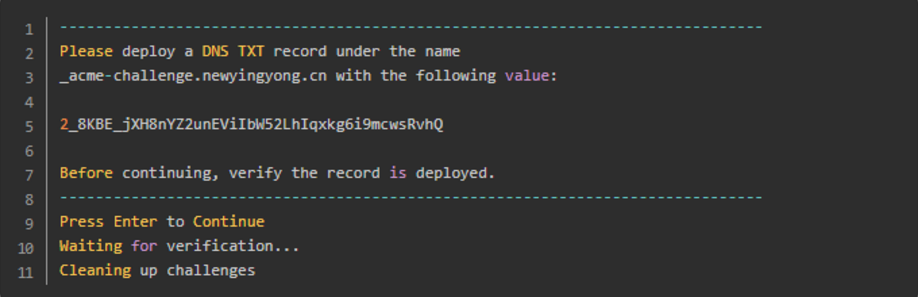 1 --------------------------------------------------------------------------------
2 Please deploy a DNS TXT record under the name
3 _acme-challenge.newyingyong.cn with the following value:
4
5 2_8KBE_jXH8nYZ2unEViIbW52LhIqxkg6i9mcwsRvhQ
6
7 Before continuing, verify the record is deployed.
8 --------------------------------------------------------------------------------
9 Press Enter to Continue
10 Waiting for verification...
11 Cleaning up challenges